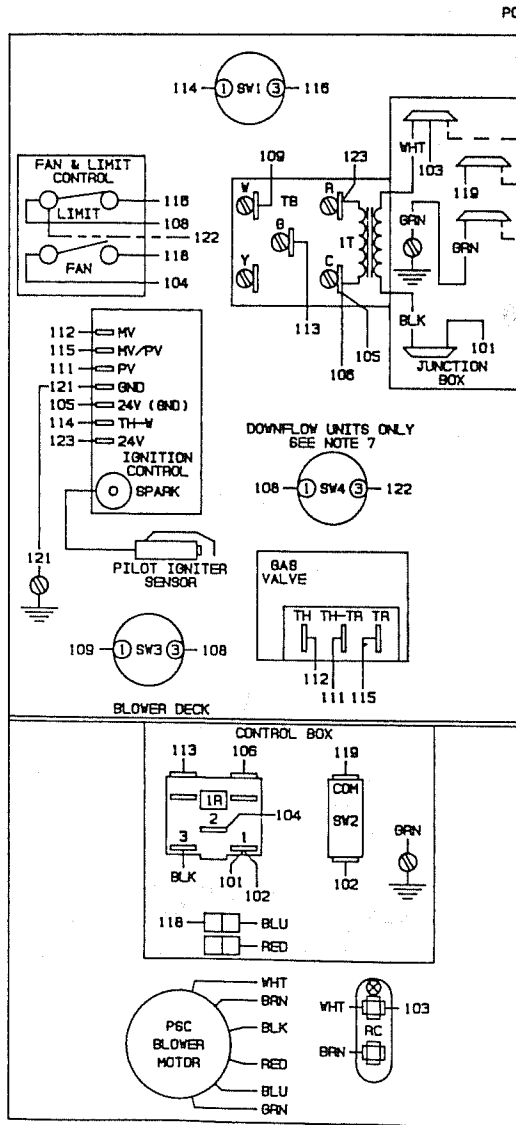 PO
114 1 SW1 3 116
FAN & LIMIT
CONTROL
LIMIT
116
108
122
118
FAN
104
109
123
W
TB
R
G
1T
Y
C
113
106
105
WHT
103
119
GRN
GRN
BLK
101
JUNCTION
BOX
112 MV
115 MV/PV
111 PV
121 GND
105 24V (GND)
114 TH-W
123 24V
IGNITION
CONTROL
SPARK
DOWNFLOW UNITS ONLY
SEE NOTE 7
108 1 SW4 3 122
121
PILOT IGNITER
SENSOR
GAS
VALVE
TH TH-TR TR
112
111 115
109 1 SW3 3 108
BLOWER DECK
CONTROL BOX
113 106
1R
2
104
3 1
BLK
101
102
119
COM
SW2
102
GRN
118 BLU
RED
PSC
BLOWER
MOTOR
WHT
BRN
BLK
RED
BLU
GRN
WHT 103
RC
BRN